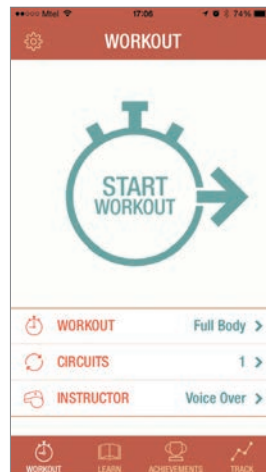 Mtel 17:06 74%
WORKOUT
START
WORKOUT
WORKOUT Full Body >
CIRCUITS 1 >
INSTRUCTOR Voice Over >
WORKOUT LEARN ACHIEVEMENTS TRACK